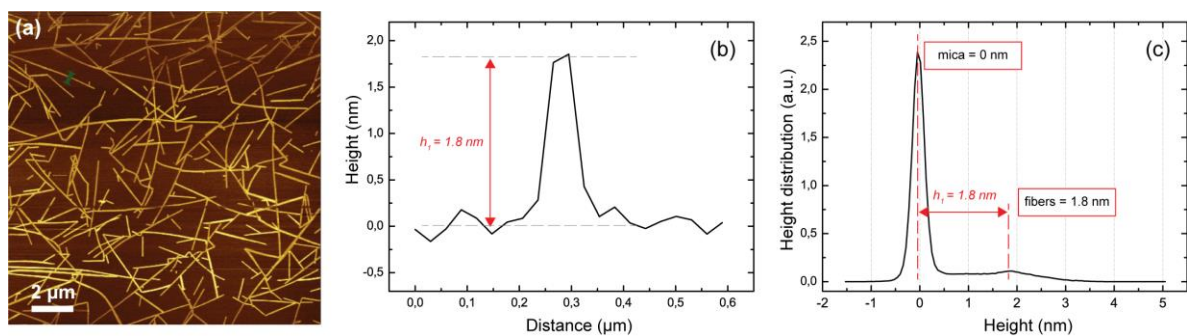 (a)
2 µm
(b)
Height (nm)
2,0
1,5
1,0
0,5
0,0
-0,5
h₁ = 1.8 nm
0,0 0,1 0,2 0,3 0,4 0,5 0,6
Distance (µm)
(c)
Height distribution (a.u.)
2,5
2,0
1,5
1,0
0,5
0,0
mica = 0 nm
h₁ = 1.8 nm
fibers = 1.8 nm
-2 -1 0 1 2 3 4 5
Height (nm)